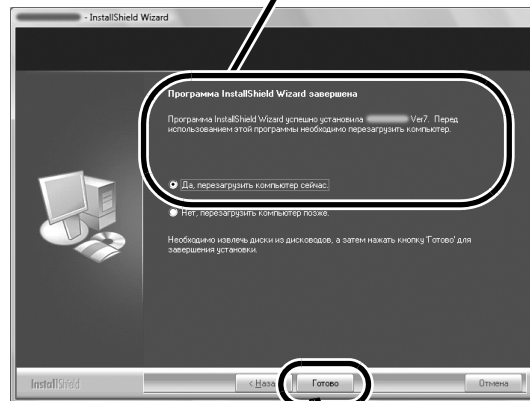 - InstallShield Wizard
Программа InstallShield Wizard завершена
Программа InstallShield Wizard успешно установила Ver7. Перед
использованием этой программы необходимо перезагрузить компьютер.
Да, перезагрузить компьютер сейчас.
Нет, перезагрузить компьютер позже.
Необходимо извлечь диски из дисководов, а затем нажать кнопку 'Готово' для
завершения установки.
InstallShield
< Наза
Готово
Отмена